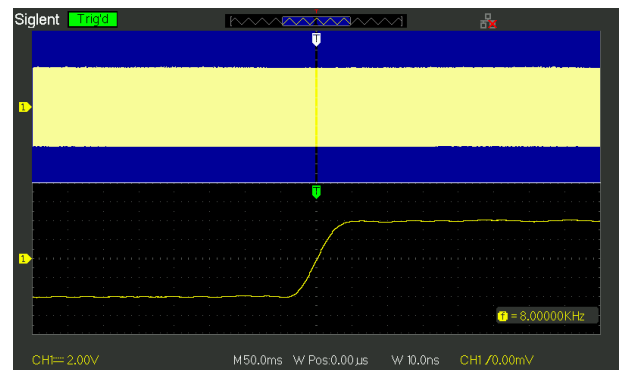 Siglent Trig'd
T
1
T
1
f = 8.00000KHz
CH1 2.00V M50.0ms W Pos:0.00µs W 10.0ns CH1 0.00mV